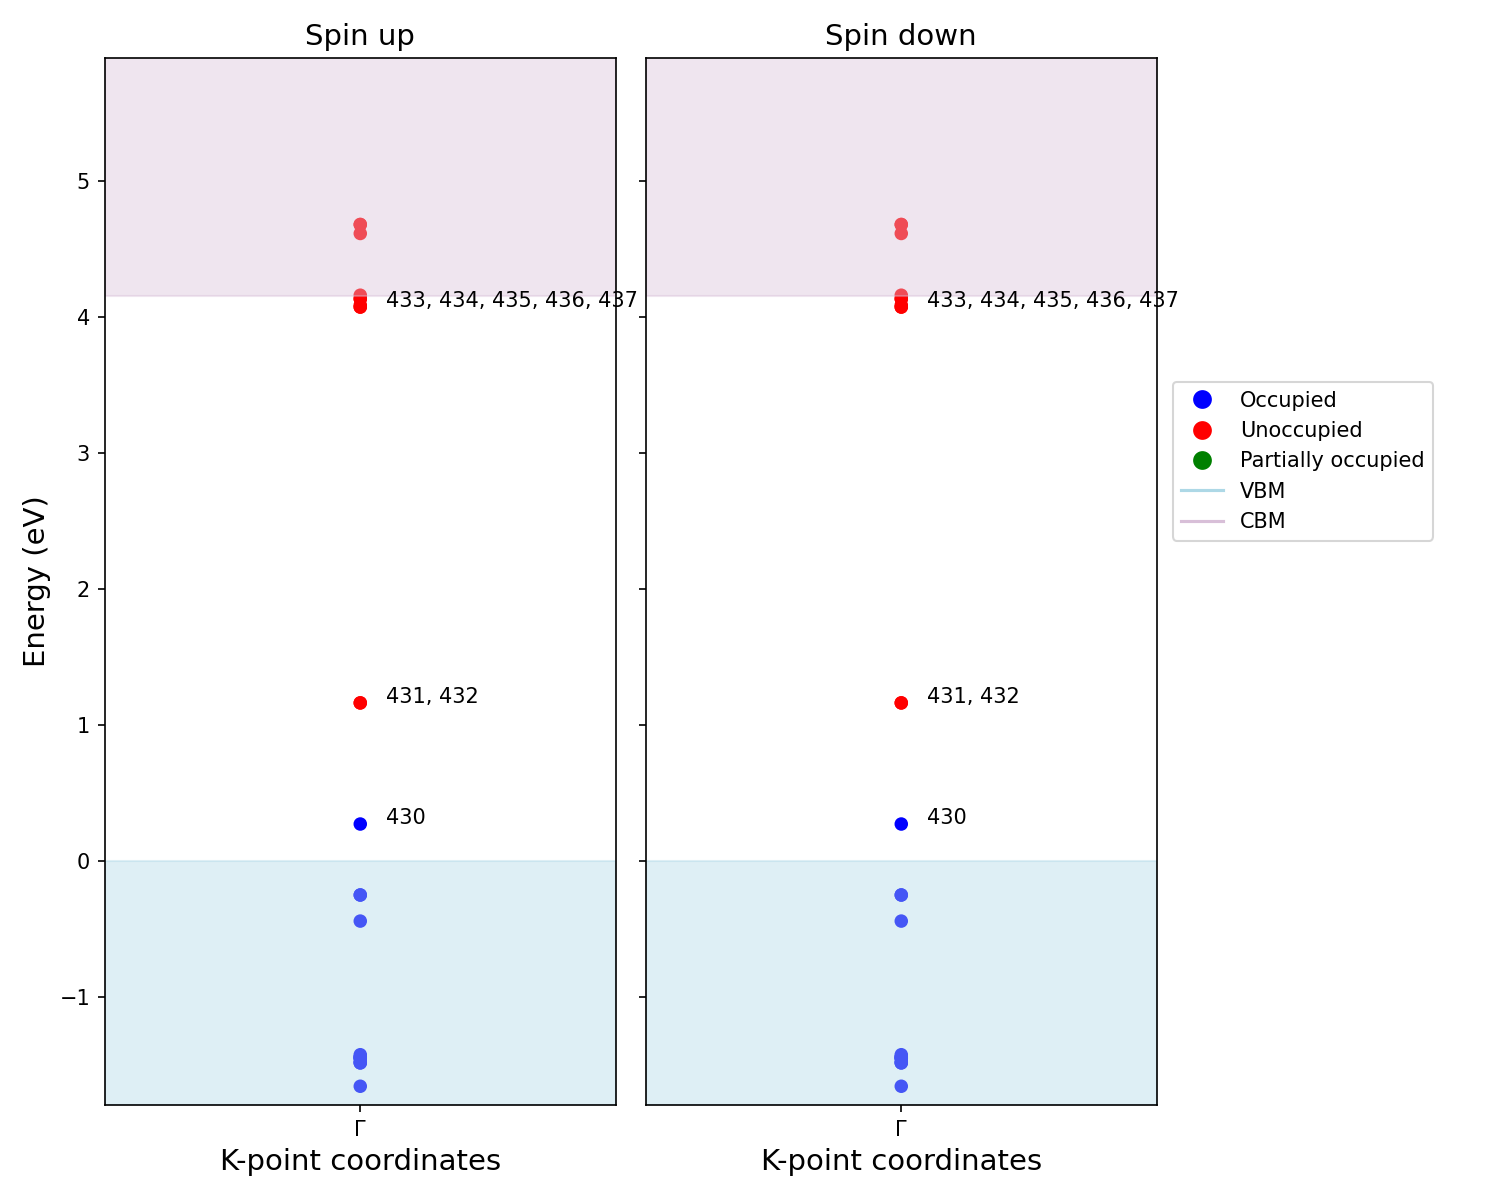 Spin up
Spin down
Energy (eV)
5
4
3
2
1
0
−1
433, 434, 435, 436, 437
431, 432
430
433, 434, 435, 436, 437
431, 432
430
Γ
Γ
K-point coordinates
K-point coordinates
Occupied
Unoccupied
Partially occupied
VBM
CBM